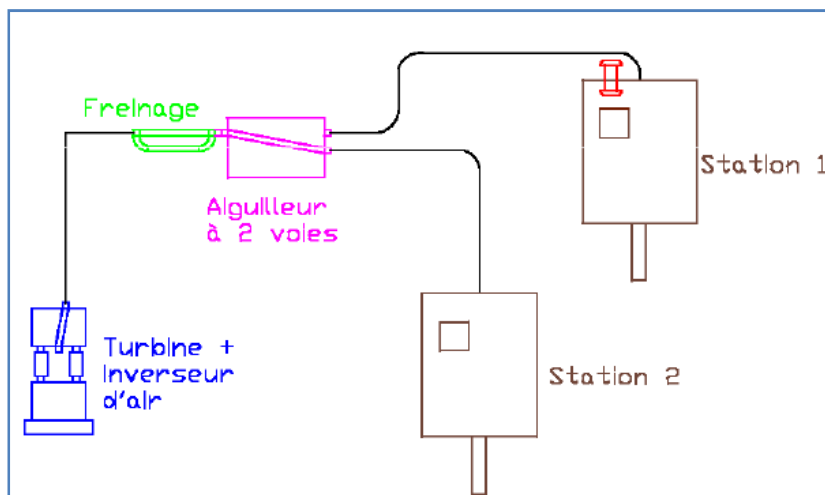 Freinage
Aiguilleur
à 2 voies
Station 1
Turbine +
inverseur
d'air
Station 2